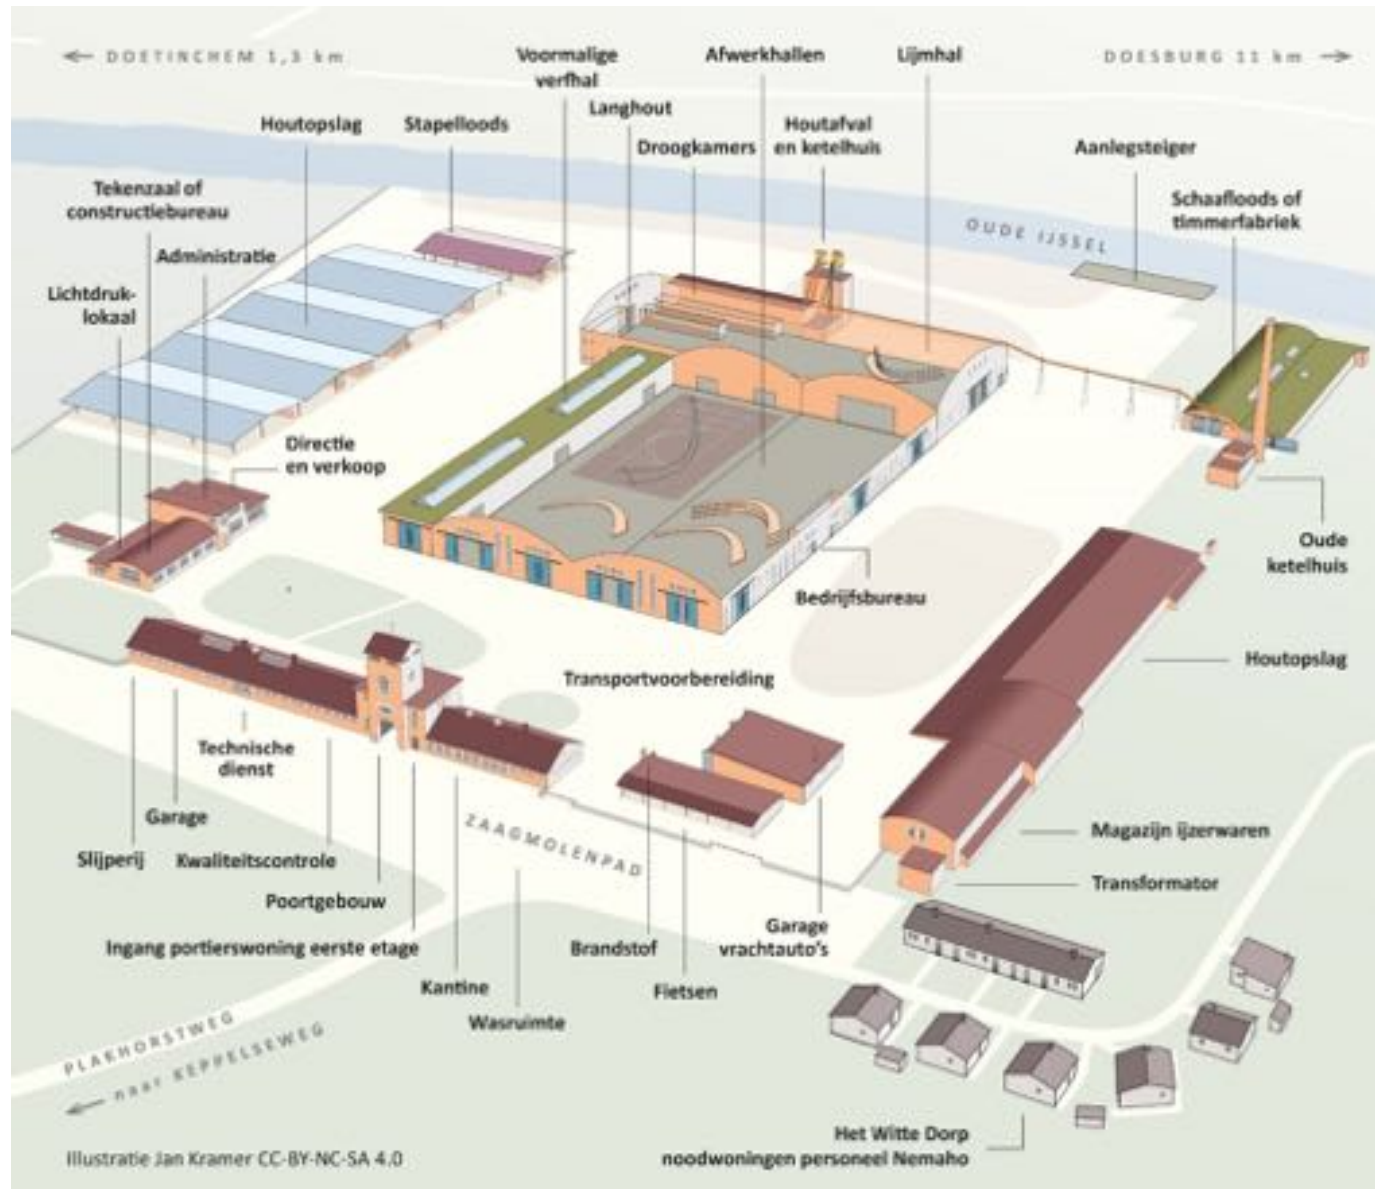 ← DOETINCHEM 1,3 km
Voormalige
verfhal
Afwerkhallen
Lijmhal
DOESBURG 11 km →
Langhout
Houtopslag
Stapelloods
Droogkamers
Houtafval
en ketelhuis
Aanlegsteiger
Tekenzaal of
constructiebureau
Schaafloods of
timmerfabriek
OUDE IJSSEL
Administratie
Lichtdruk-
lokaal
Directie
en verkoop
Oude
ketelhuis
Bedrijfsbureau
Houtopslag
Transportvoorbereiding
Technische
dienst
Garage
Slijperij
Kwaliteitscontrole
ZAAGMOLENPAD
Magazijn ijzerwaren
Transformator
Poortgebouw
Ingang portierswoning eerste etage
Brandstof
Garage
vrachtauto's
Kantine
Fietsen
Wasruimte
PLAKHORSTWEG
← naar KEPPELSEWEG
Het Witte Dorp
noodwoningen personeel Nemaho
Illustratie Jan Kramer CC-BY-NC-SA 4.0